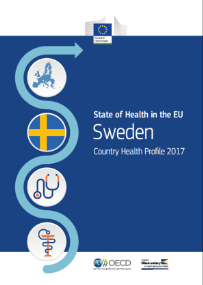 State of Health in the EU
Sweden
Country Health Profile 2017
OECD